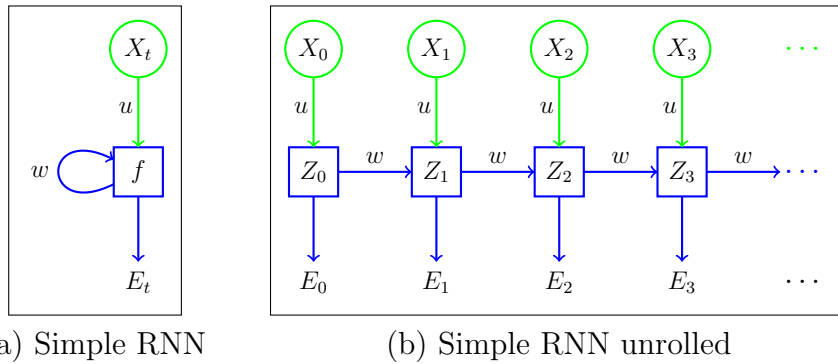 X_t X_0 X_1 X_2 X_3 ···
u u u u u
w f Z_0 w Z_1 w Z_2 w Z_3 w ···
E_t E_0 E_1 E_2 E_3 ···
a) Simple RNN (b) Simple RNN unrolled